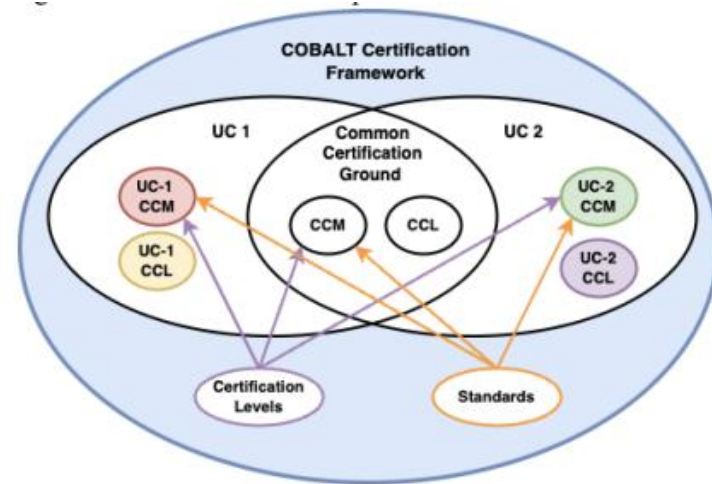 COBALT Certification
Framework
UC 1
Common
Certification
Ground
UC 2
UC-1
CCM
CCM
CCL
UC-2
CCM
UC-1
CCL
UC-2
CCL
Certification
Levels
Standards